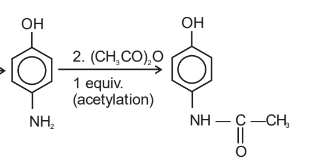 OH
OH
2. (CH₃CO)₂O
1 equiv.
(acetylation)
NH₂
NH — C — CH₃
O